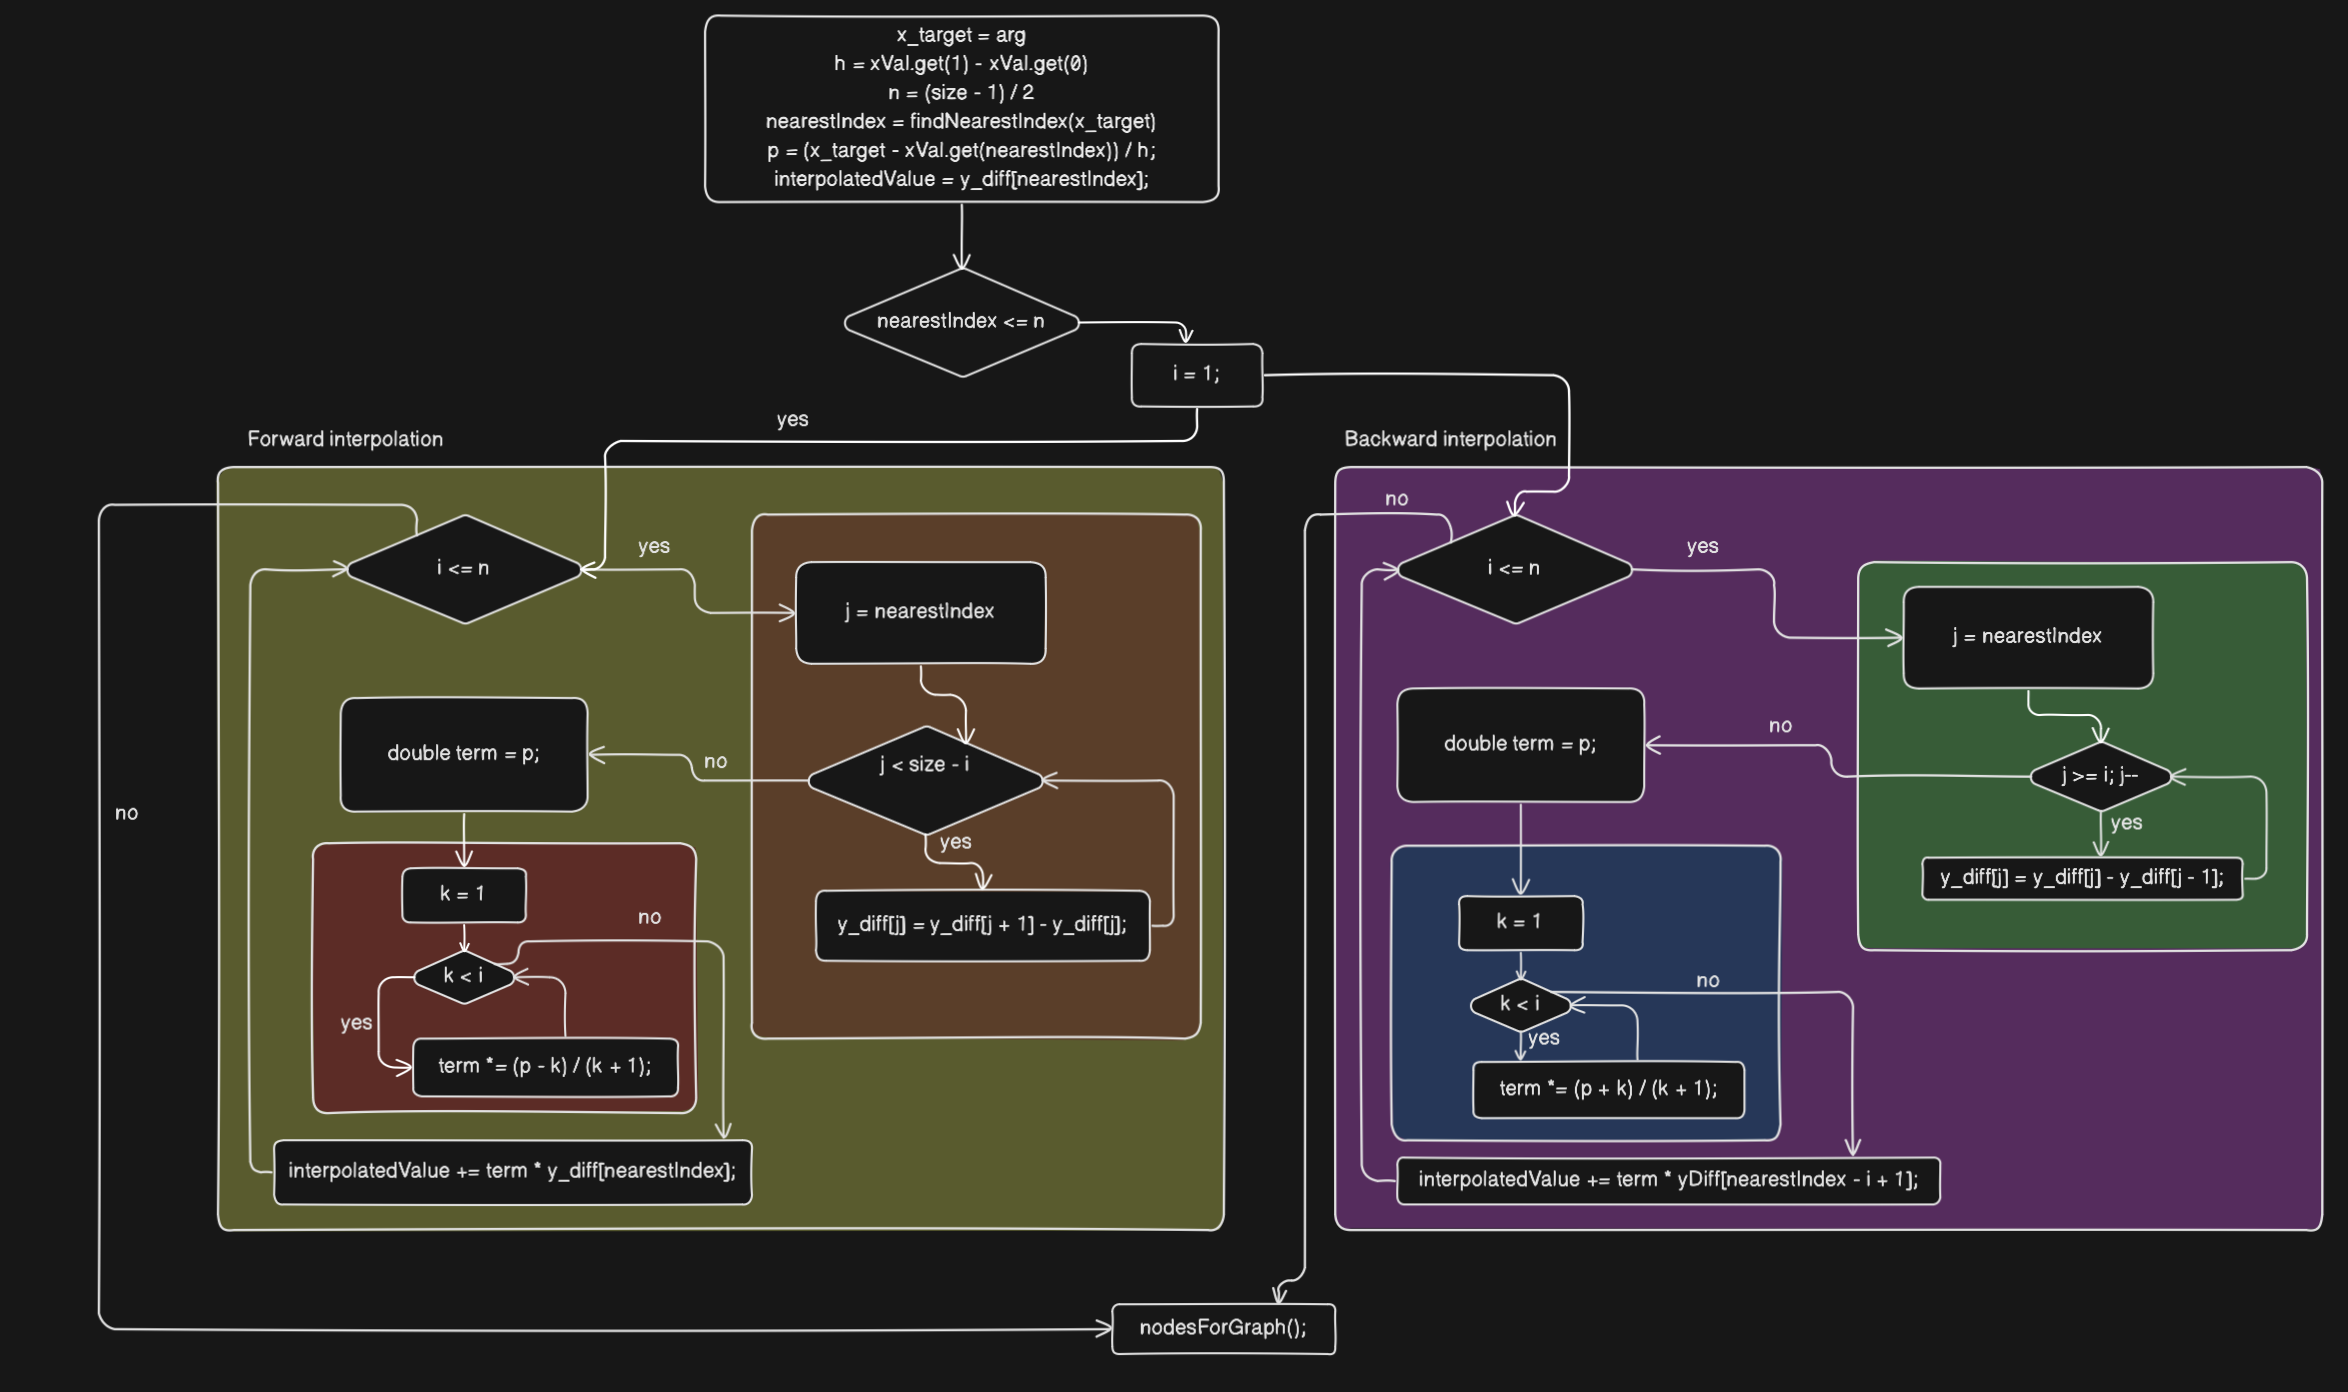 x_target = arg
h = xVal.get(1) - xVal.get(0)
n = (size - 1) / 2
nearestIndex = findNearestIndex(x_target)
p = (x_target - xVal.get(nearestIndex)) / h;
interpolatedValue = y_diff[nearestIndex];
nearestIndex <= n
i = 1;
yes
Forward interpolation
i <= n
yes
no
j = nearestIndex
j < size - i
no
yes
y_diff[j] = y_diff[j + 1] - y_diff[j];
double term = p;
k = 1
k < i
no
yes
term *= (p - k) / (k + 1);
interpolatedValue += term * y_diff[nearestIndex];
Backward interpolation
no
i <= n
yes
j = nearestIndex
j >= i; j--
no
yes
y_diff[j] = y_diff[j] - y_diff[j - 1];
double term = p;
k = 1
k < i
no
yes
term *= (p + k) / (k + 1);
interpolatedValue += term * yDiff[nearestIndex - i + 1];
nodesForGraph();